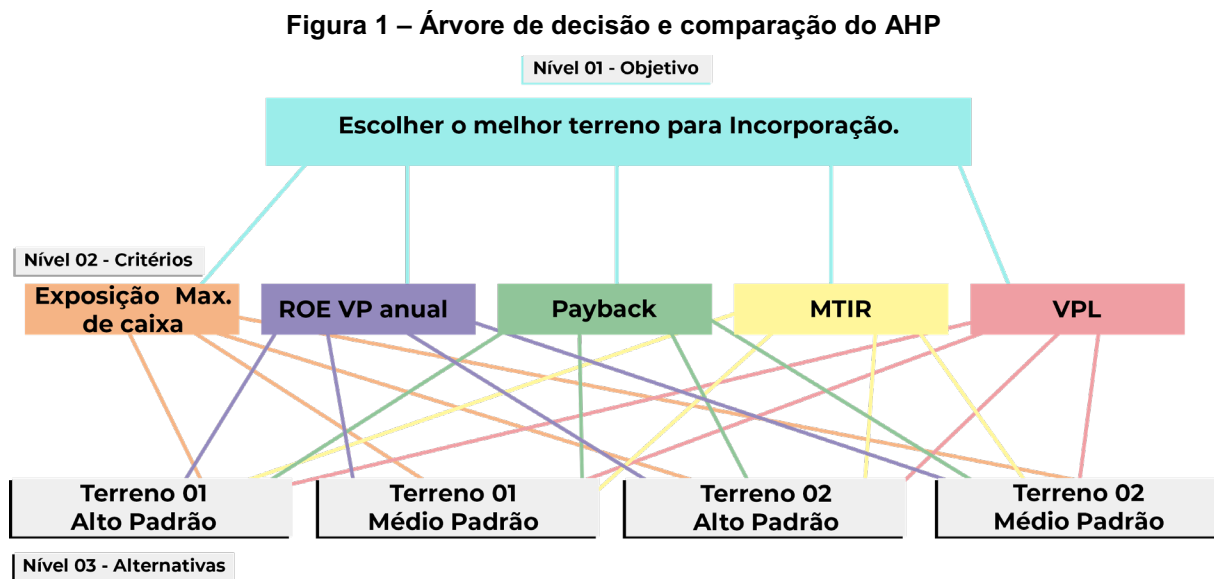 Figura 1 – Árvore de decisão e comparação do AHP
Nível 01 - Objetivo
Escolher o melhor terreno para Incorporação.
Nível 02 - Critérios
Exposição Max.
de caixa
ROE VP anual
Payback
MTIR
VPL
Terreno 01
Alto Padrão
Terreno 01
Médio Padrão
Terreno 02
Alto Padrão
Terreno 02
Médio Padrão
Nível 03 - Alternativas